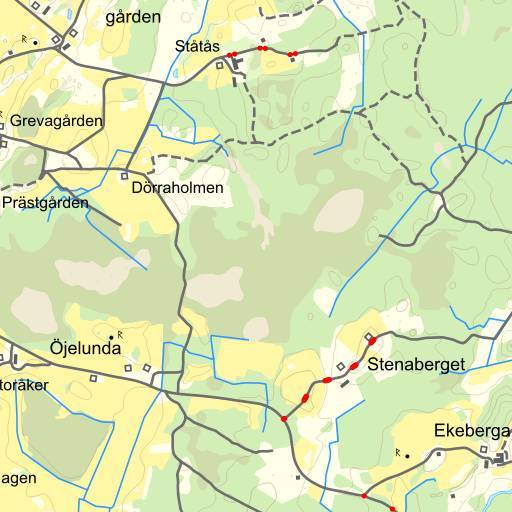 gården
Ståtås
Grevagården
Dörraholmen
Prästgården
Öjelunda
Stenaberget
toråker
Ekeberga
agen
R
R
R